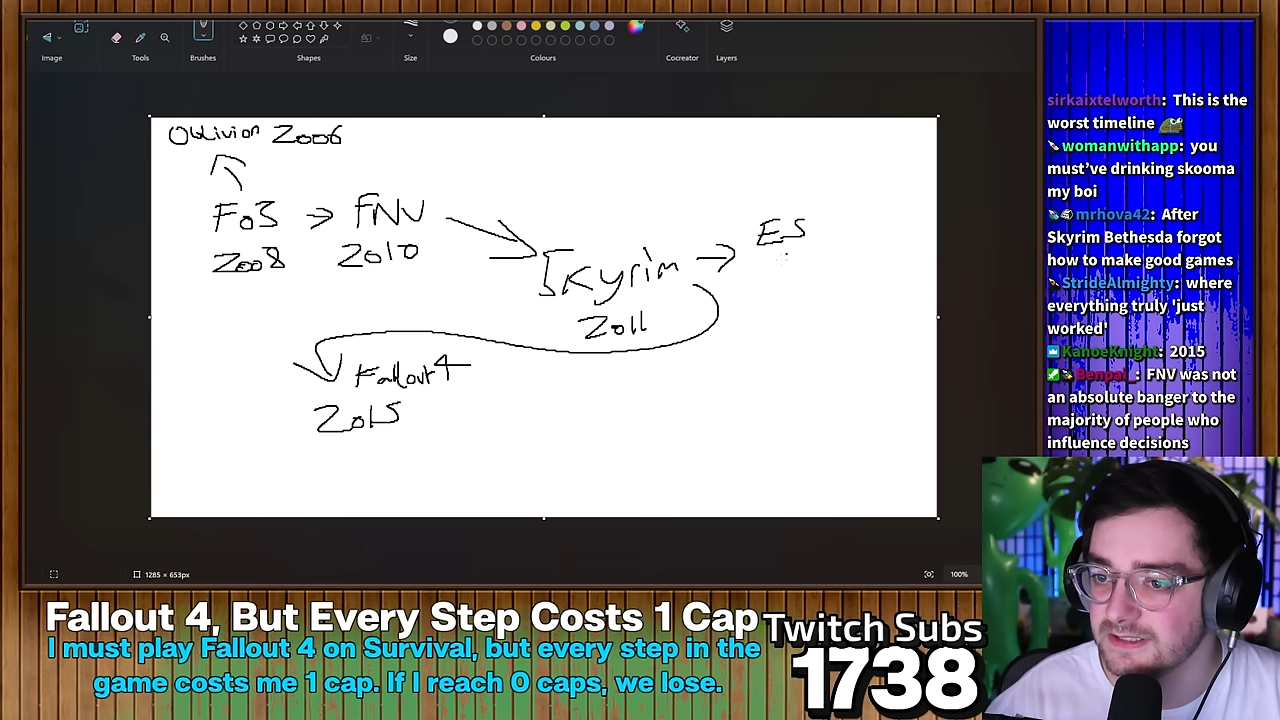 Image
Tools
Brushes
Shapes
Size
Colours
Cocreator
Layers
Oblivion 2006
Fo3 → FNV
2008 2010
[Skyrim → ES
2011
Fallout 4
2015
1285 × 653px
100%
sirkaixtelworth: This is the
worst timeline
womanwithapp: you
must've drinking skooma
my boi
mrhova42: After
Skyrim Bethesda forgot
how to make good games
StrideAlmighty: where
everything truly 'just
worked'
KanoeKnight: 2015
Benpai_: FNV was not
an absolute banger to the
majority of people who
influence decisions
Fallout 4, But Every Step Costs 1 Cap
I must play Fallout 4 on Survival, but every step in the
game costs me 1 cap. If I reach 0 caps, we lose.
Twitch Subs
1738